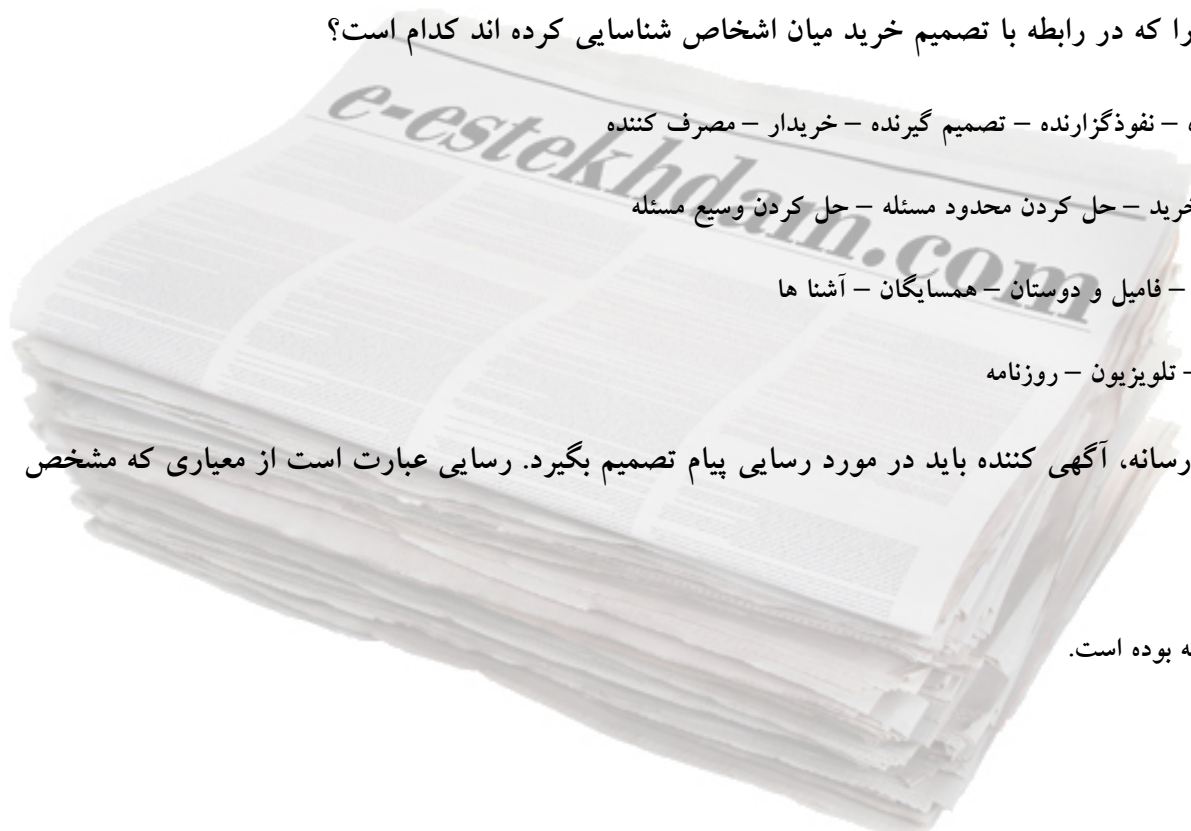 را که در رابطه با تصمیم خرید میان اشخاص شناسایی کرده اند کدام است؟
– نفوذگزارنده – تصمیم گیرنده – خریدار – مصرف کننده
خرید – حل کردن محدود مسئله – حل کردن وسیع مسئله
– فامیل و دوستان – همسایگان – آشنا ها
– تلویزیون – روزنامه
رسانه، آگهی کننده باید در مورد رسایی پیام تصمیم بگیرد. رسایی عبارت است از معیاری که مشخص
بوده است.
e-estekhdam.com